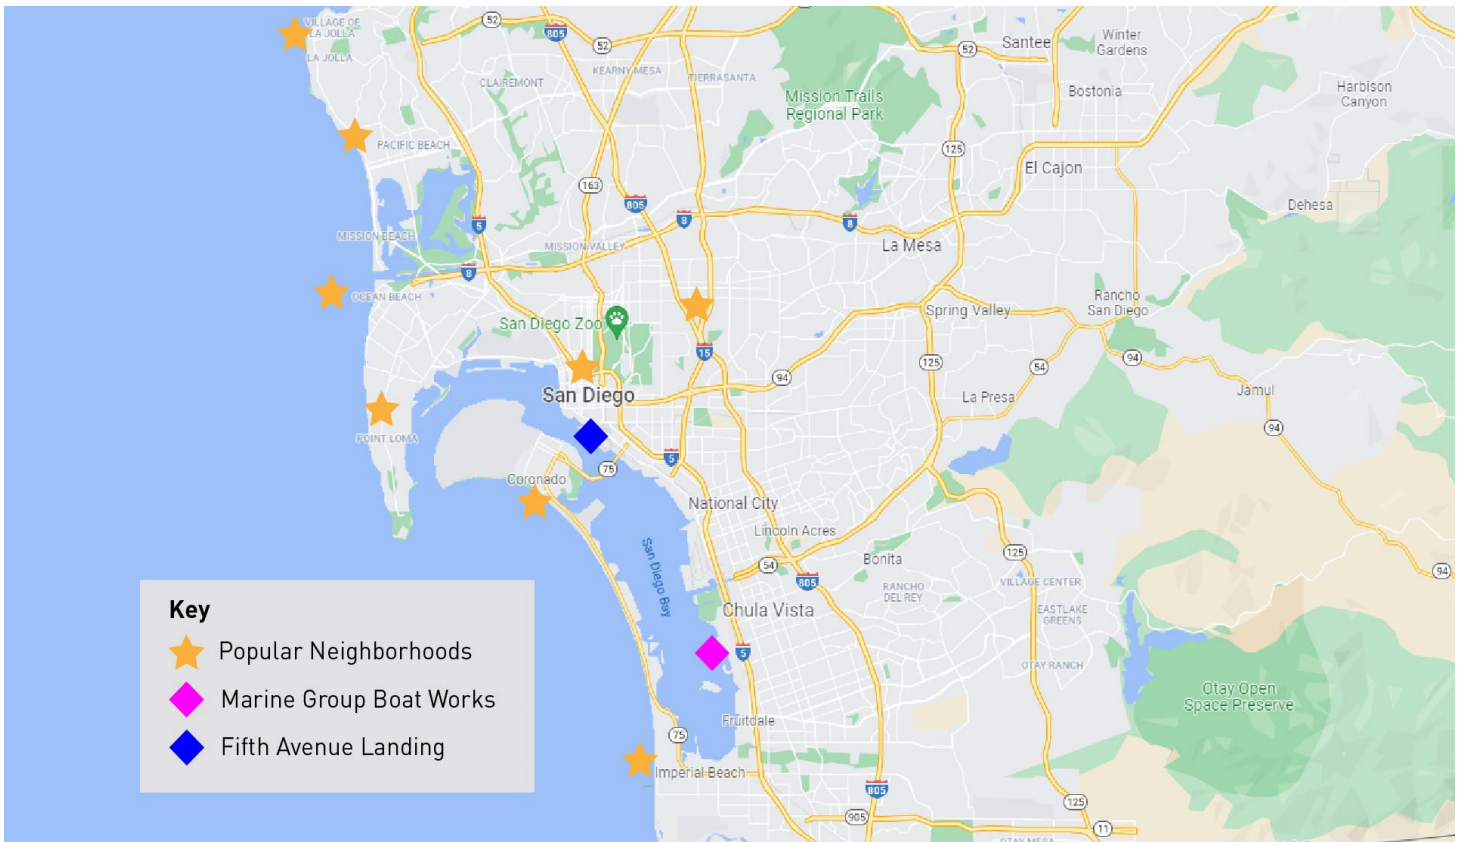 52
805
VILLAGE OF
LA JOLLA
LA JOLLA
52
Santee
Winter
Gardens
52
KEARNY MESA
TIERRASANTA
CLAIREMONT
Mission Trails
Regional Park
Bostonia
Harbison
Canyon
PACIFIC BEACH
125
El Cajon
163
805
8
8
5
Dehesa
MISSION BEACH
MISSION VALLEY
La Mesa
8
OCEAN BEACH
San Diego Zoo
Spring Valley
Rancho
San Diego
15
125
94
54
94
San Diego
La Presa
Jamul
94
POINT LOMA
5
75
Coronado
National City
Lincoln Acres
San Diego Bay
Bonita
125
54
805
94
RANCHO
DEL REY
VILLAGE CENTER
EASTLAKE
GREENS
Chula Vista
5
OTAY RANCH
Otay Open
Space Preserve
Fruitdale
75
Imperial Beach
805
905
125
11
OTAY MESA
Key
Popular Neighborhoods
Marine Group Boat Works
Fifth Avenue Landing